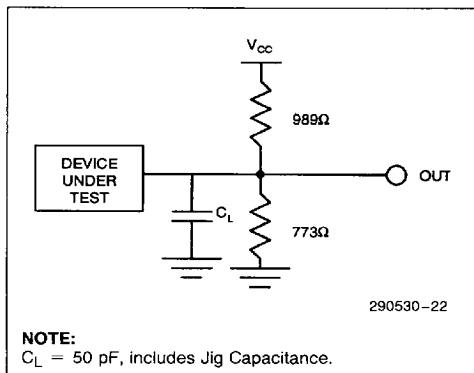 V_CC
989Ω
DEVICE
UNDER
TEST
OUT
C_L
773Ω
290530-22
NOTE:
C_L = 50 pF, includes Jig Capacitance.